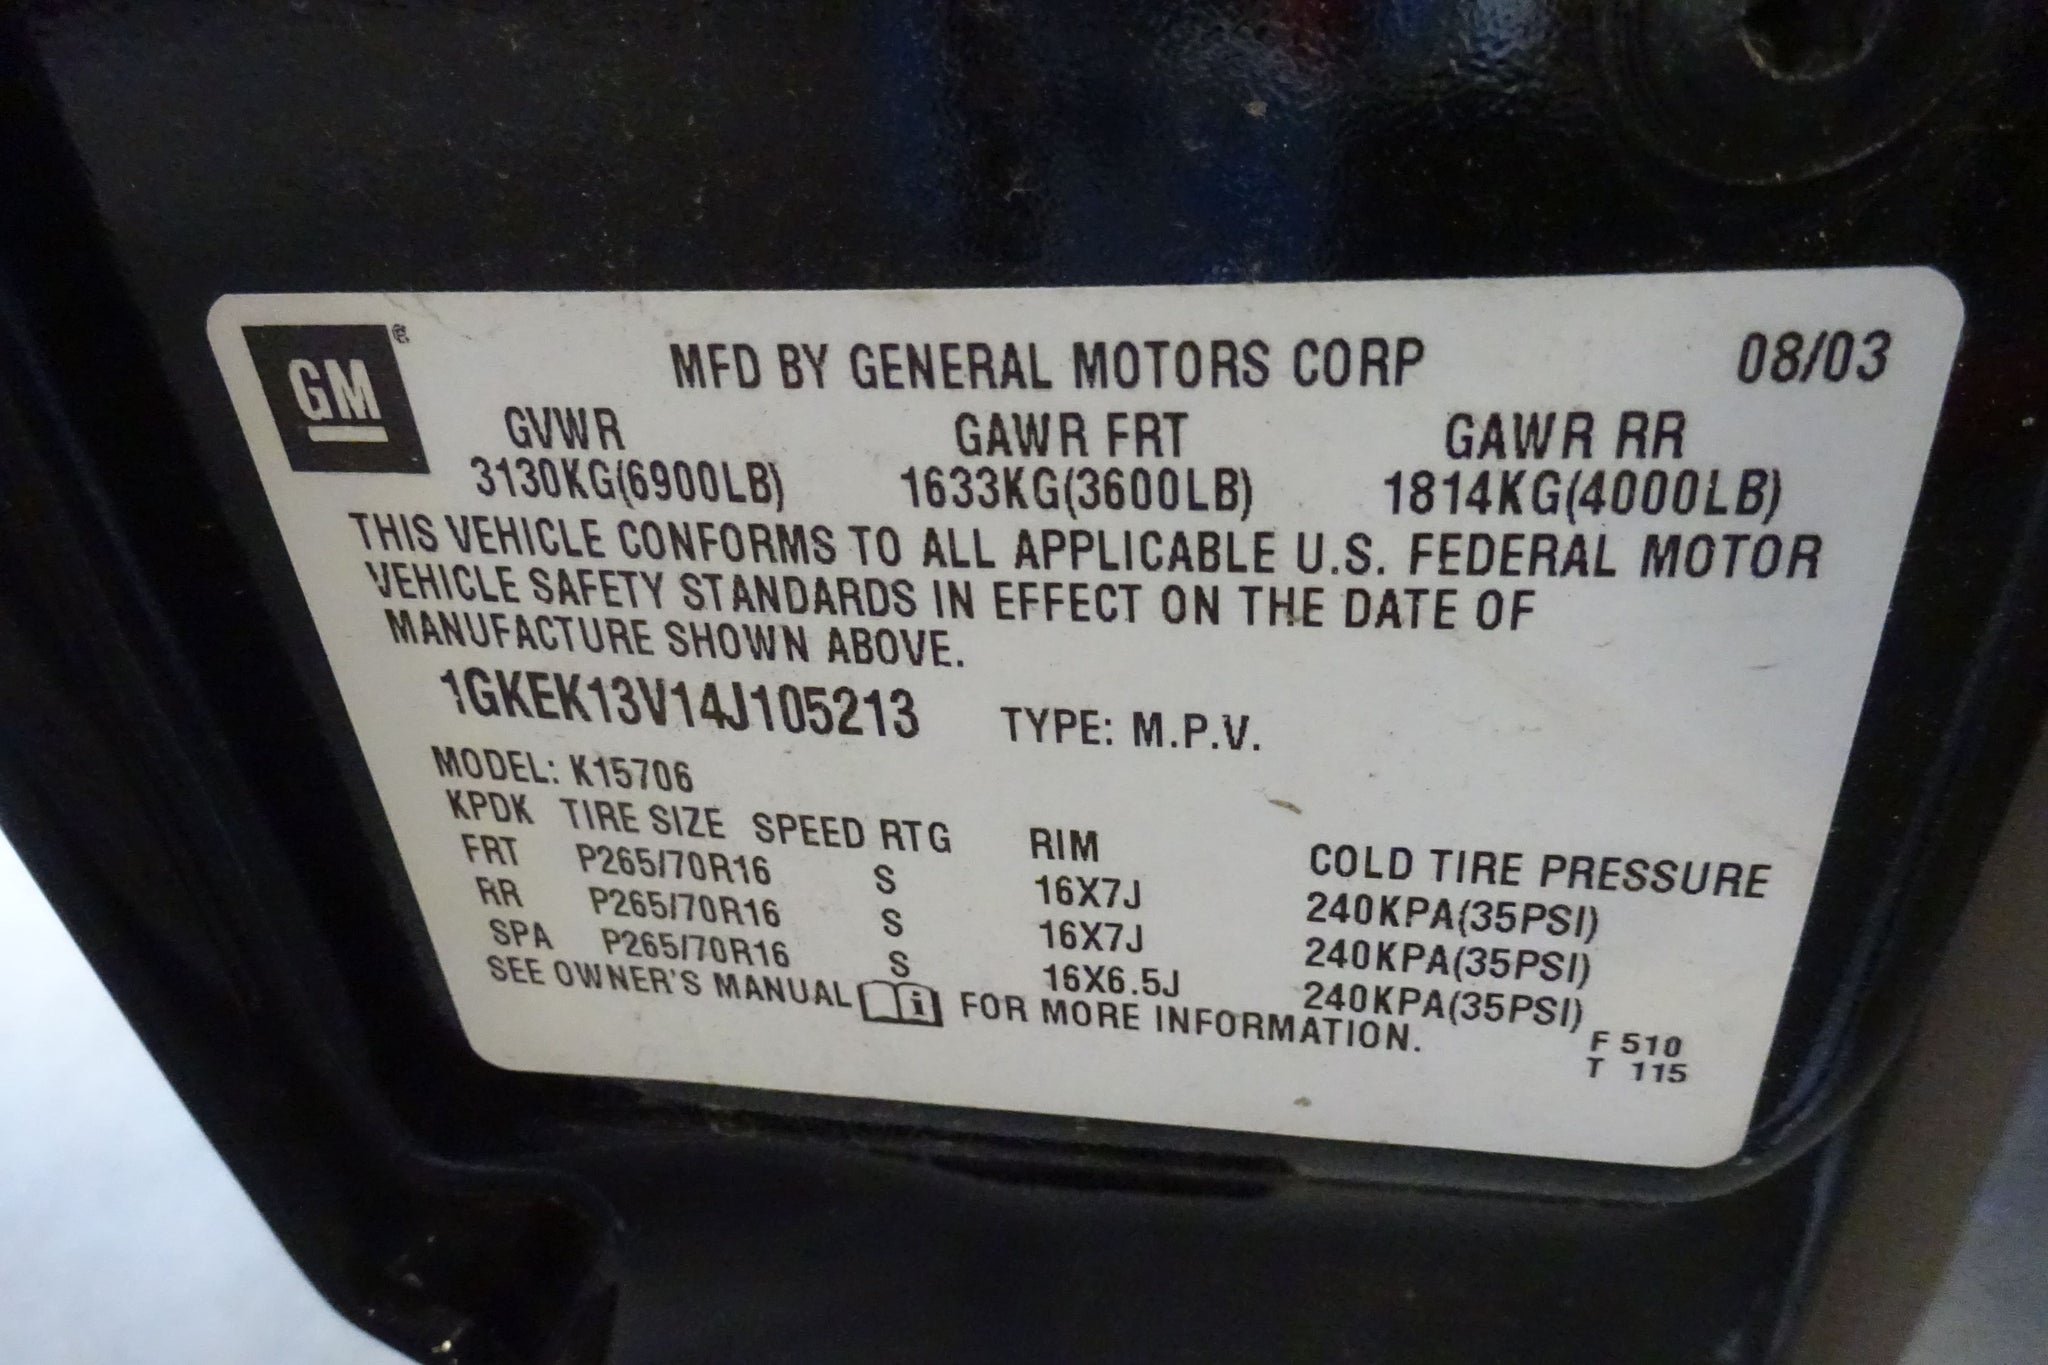 GM ®
MFD BY GENERAL MOTORS CORP 08/03
GVWR GAWR FRT GAWR RR
3130KG(6900LB) 1633KG(3600LB) 1814KG(4000LB)
THIS VEHICLE CONFORMS TO ALL APPLICABLE U.S. FEDERAL MOTOR
VEHICLE SAFETY STANDARDS IN EFFECT ON THE DATE OF
MANUFACTURE SHOWN ABOVE.
1GKEK13V14J105213 TYPE: M.P.V.
MODEL: K15706
KPDK TIRE SIZE SPEED RTG RIM COLD TIRE PRESSURE
FRT P265/70R16 S 16X7J 240KPA(35PSI)
RR P265/70R16 S 16X7J 240KPA(35PSI)
SPA P265/70R16 S 16X6.5J 240KPA(35PSI)
SEE OWNER'S MANUAL i FOR MORE INFORMATION.
F 510
T 115